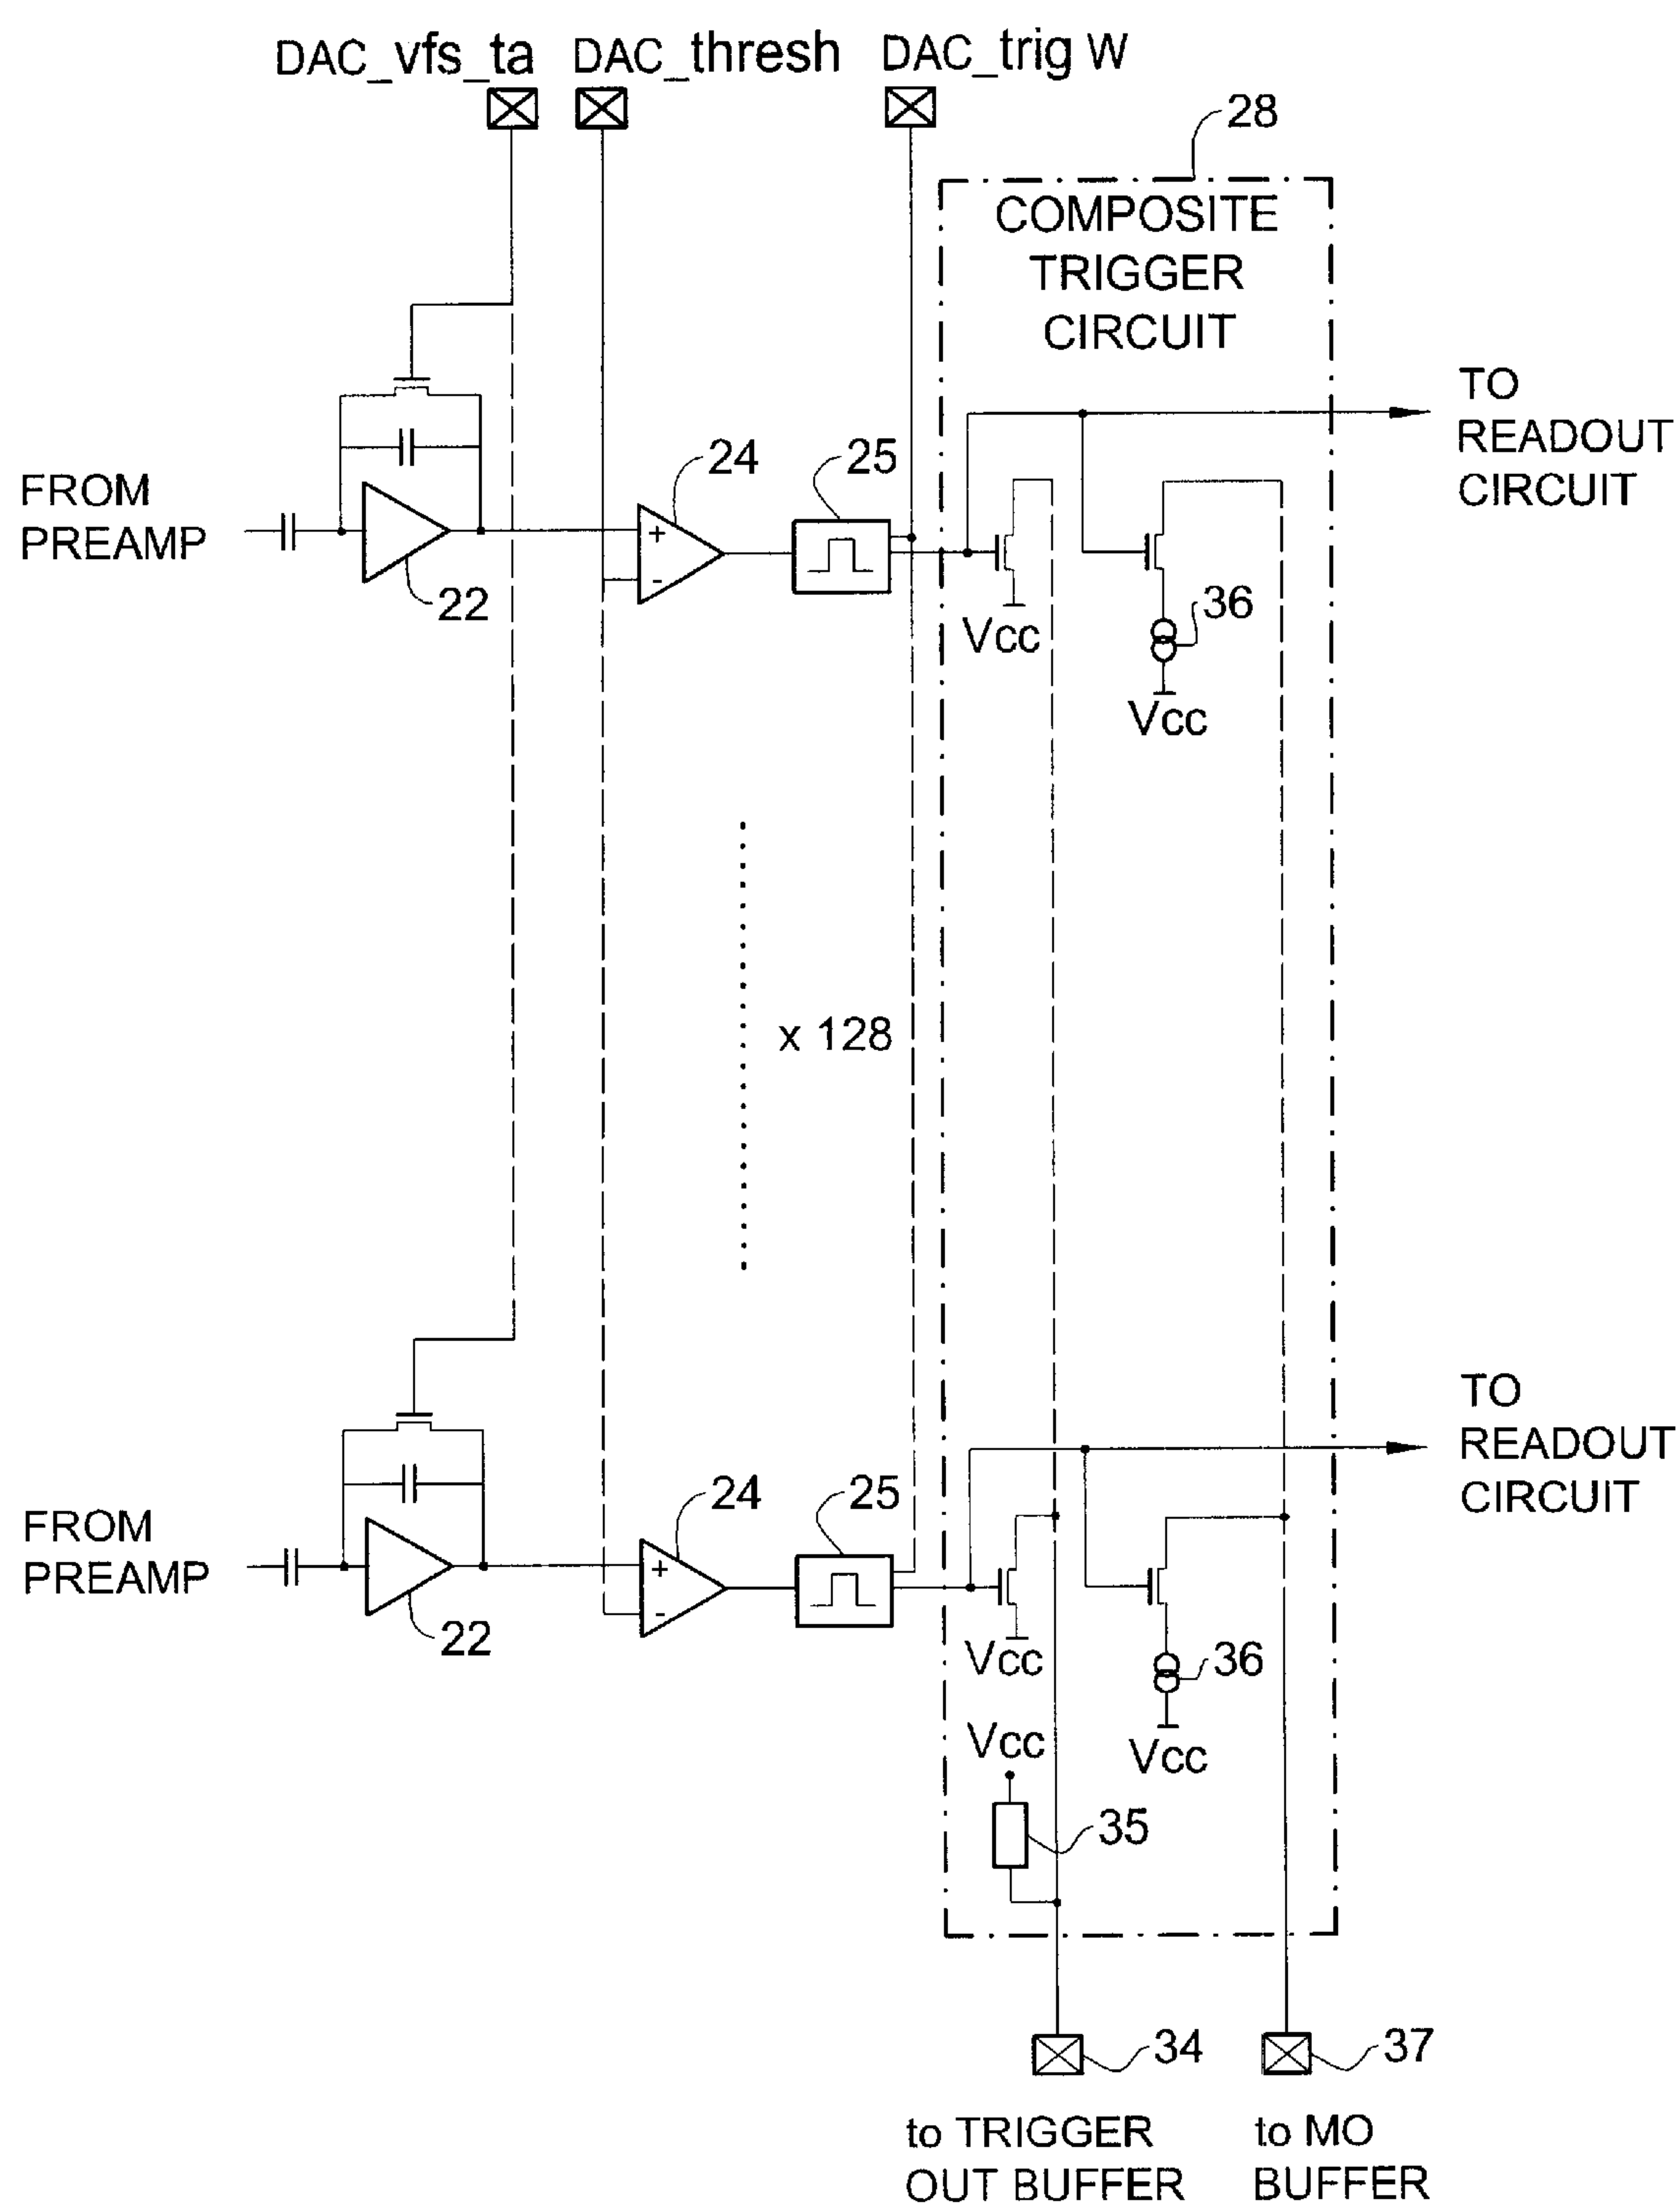 DAC_vfs_ta DAC_thresh DAC_trig W
28
COMPOSITE
TRIGGER
CIRCUIT
TO
READOUT
CIRCUIT
FROM
PREAMP
22
24
25
+
-
Vcc
36
Vcc
x 128
TO
READOUT
CIRCUIT
FROM
PREAMP
22
24
25
+
-
Vcc
36
Vcc
Vcc
35
34
37
to TRIGGER
OUT BUFFER
to MO
BUFFER